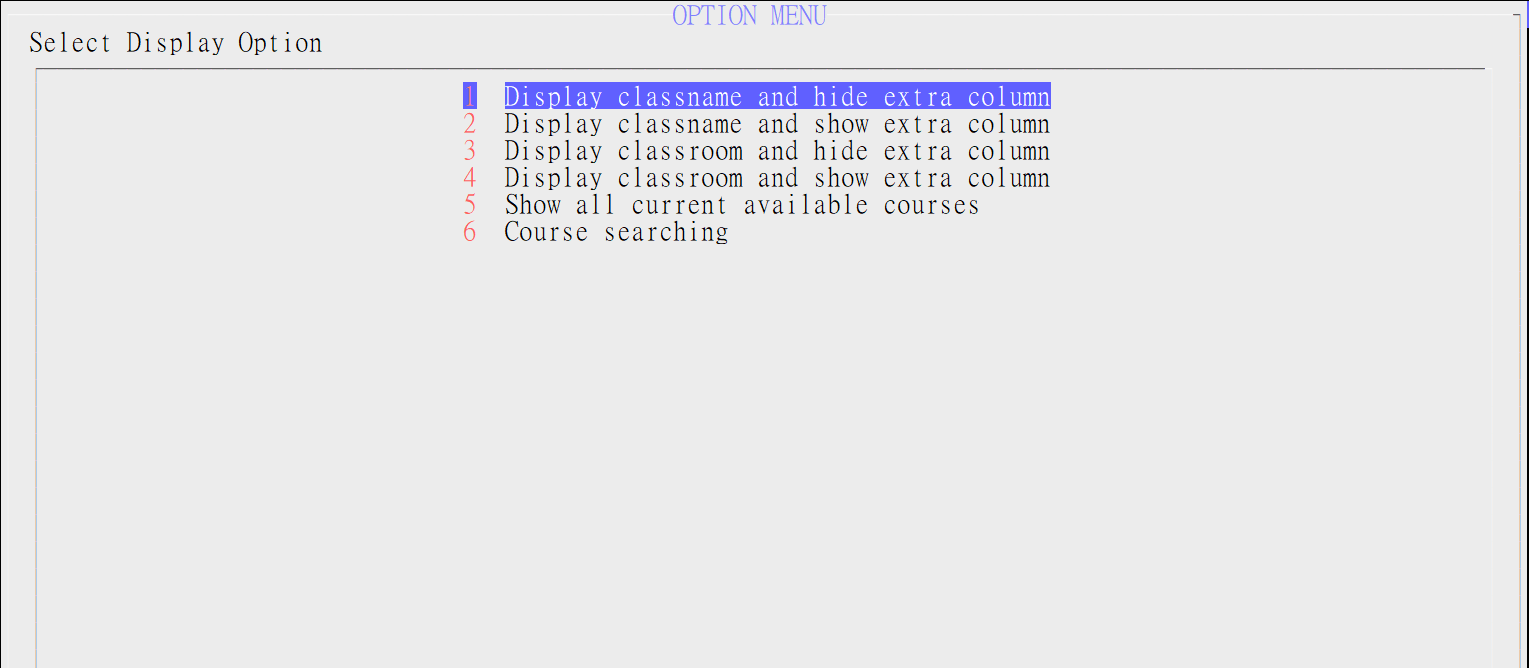 OPTION MENU
Select Display Option
1 Display classname and hide extra column
2 Display classname and show extra column
3 Display classroom and hide extra column
4 Display classroom and show extra column
5 Show all current available courses
6 Course searching